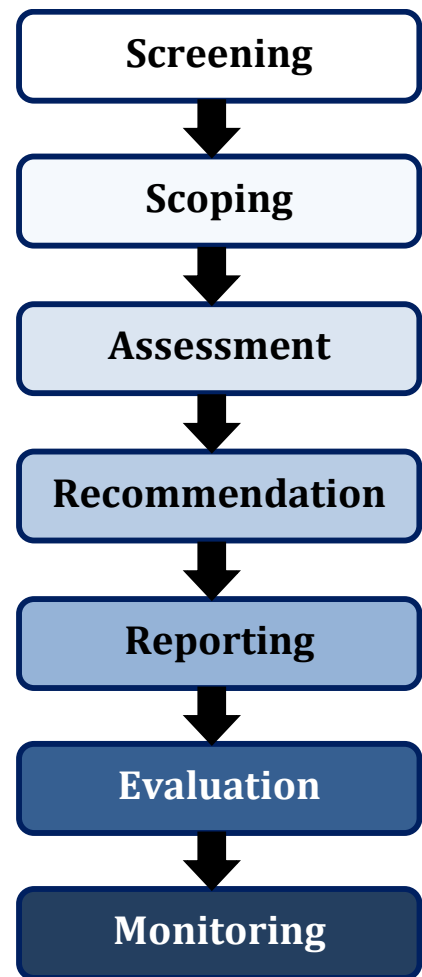 Screening
Scoping
Assessment
Recommendation
Reporting
Evaluation
Monitoring